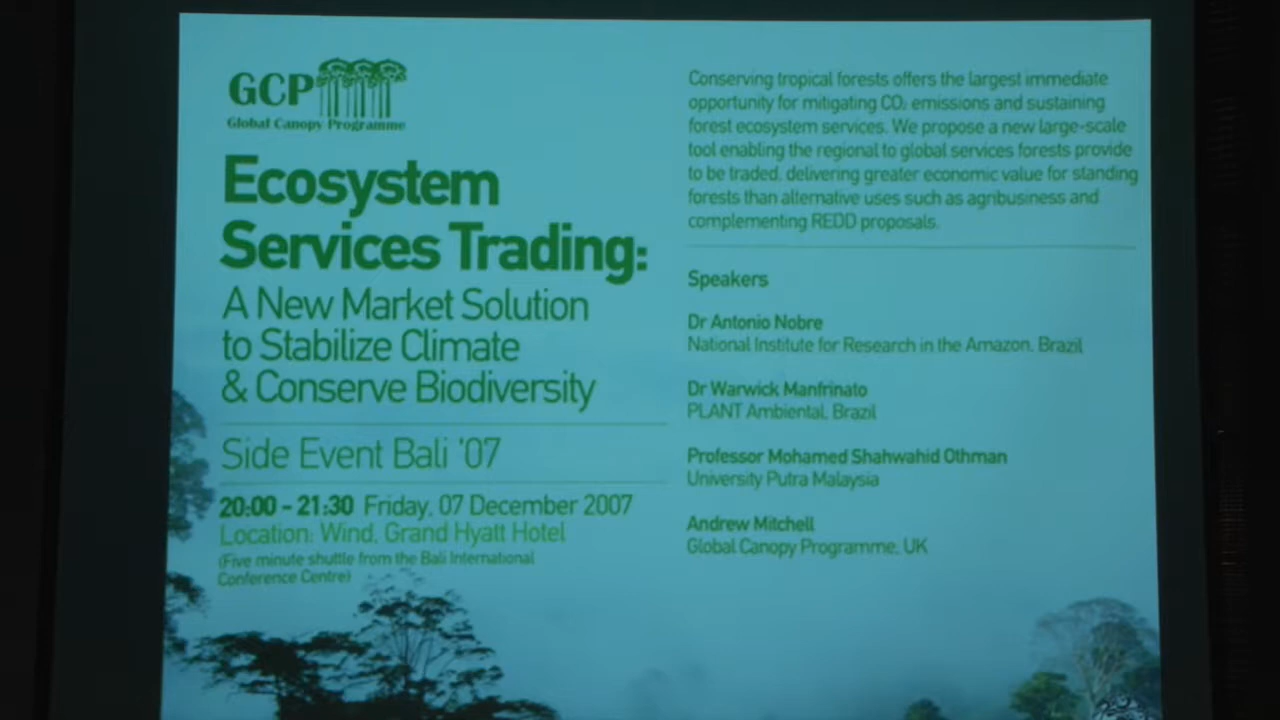 GCP
Global Canopy Programme
Ecosystem
Services Trading:
A New Market Solution
to Stabilize Climate
& Conserve Biodiversity
Side Event Bali '07
20:00 - 21:30 Friday, 07 December 2007
Location: Wind, Grand Hyatt Hotel
(Five minute shuttle from the Bali International
Conference Centre)
Conserving tropical forests offers the largest immediate
opportunity for mitigating CO₂ emissions and sustaining
forest ecosystem services. We propose a new large-scale
tool enabling the regional to global services forests provide
to be traded, delivering greater economic value for standing
forests than alternative uses such as agribusiness and
complementing REDD proposals.
Speakers
Dr Antonio Nobre
National Institute for Research in the Amazon, Brazil
Dr Warwick Manfrinato
PLANT Ambiental, Brazil
Professor Mohamed Shahwahid Othman
University Putra Malaysia
Andrew Mitchell
Global Canopy Programme, UK